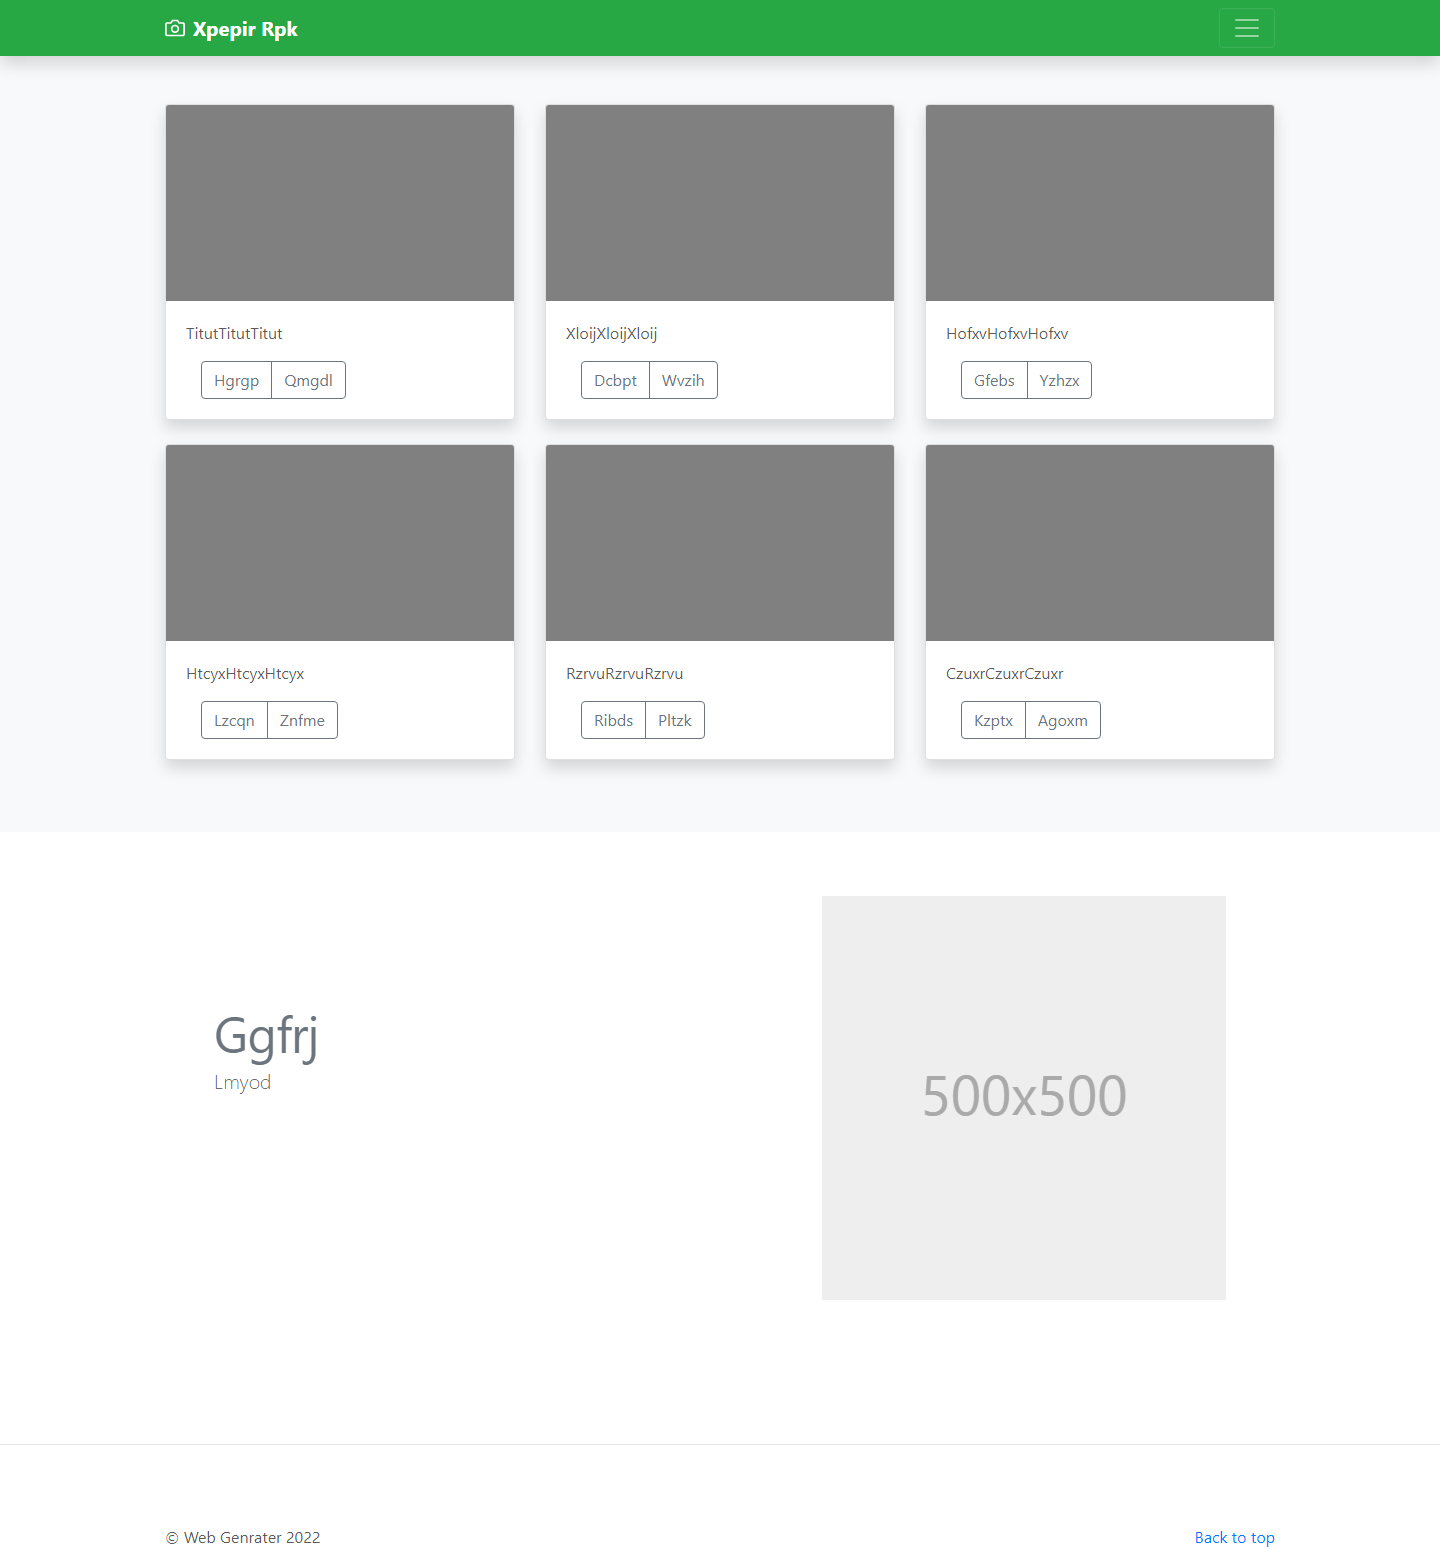 Xpepir Rpk
TitutTitutTitut
Hgrgp Qmgdl
XloijXloijXloij
Dcbpt Wvzih
HofxvHofxvHofxv
Gfebs Yzhzx
HtcyxHtcyxHtcyx
Lzcqn Znfme
RzrvuRzrvuRzrvu
Ribds Pltzk
CzuxrCzuxrCzuxr
Kzptx Agoxm
Ggfrj
Lmyod
500x500
© Web Genrater 2022
Back to top